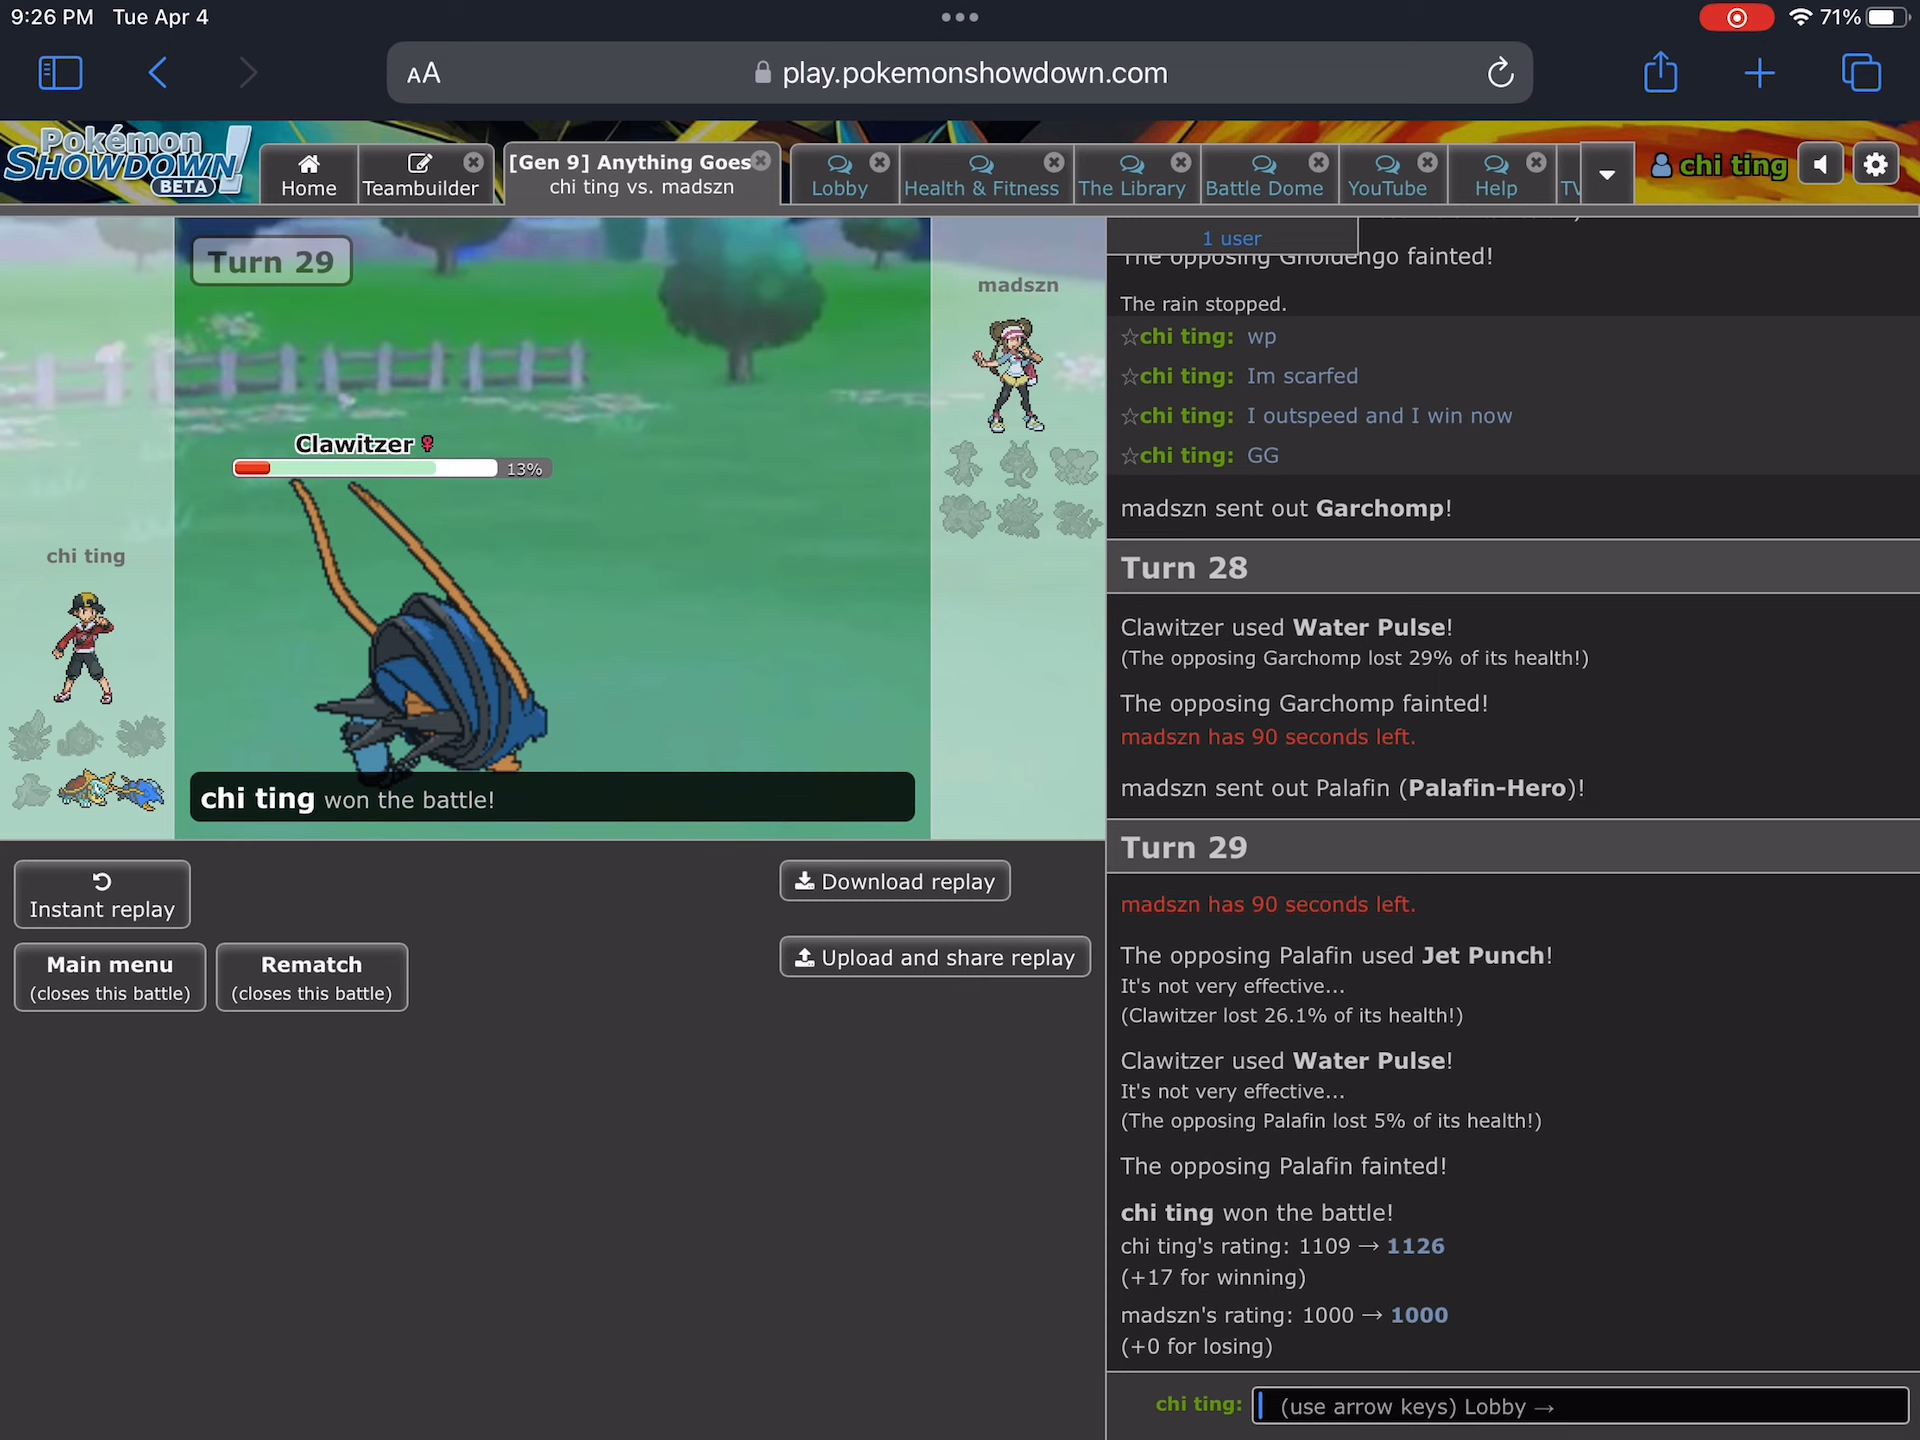 9:26 PM Tue Apr 4
71%
AA
play.pokemonshowdown.com
Pokémon
SHOWDOWN!
BETA
Home
Teambuilder
[Gen 9] Anything Goes
chi ting vs. madszn
Lobby
Health & Fitness
The Library
Battle Dome
YouTube
Help
TV
chi ting
Turn 29
madszn
Clawitzer ♀
13%
chi ting
chi ting won the battle!
Instant replay
Main menu
(closes this battle)
Rematch
(closes this battle)
Download replay
Upload and share replay
1 user
The opposing Gholdengo fainted!
The rain stopped.
☆chi ting: wp
☆chi ting: Im scarfed
☆chi ting: I outspeed and I win now
☆chi ting: GG
madszn sent out Garchomp!
Turn 28
Clawitzer used Water Pulse!
(The opposing Garchomp lost 29% of its health!)
The opposing Garchomp fainted!
madszn has 90 seconds left.
madszn sent out Palafin (Palafin-Hero)!
Turn 29
madszn has 90 seconds left.
The opposing Palafin used Jet Punch!
It's not very effective...
(Clawitzer lost 26.1% of its health!)
Clawitzer used Water Pulse!
It's not very effective...
(The opposing Palafin lost 5% of its health!)
The opposing Palafin fainted!
chi ting won the battle!
chi ting's rating: 1109 → 1126
(+17 for winning)
madszn's rating: 1000 → 1000
(+0 for losing)
chi ting: (use arrow keys) Lobby →